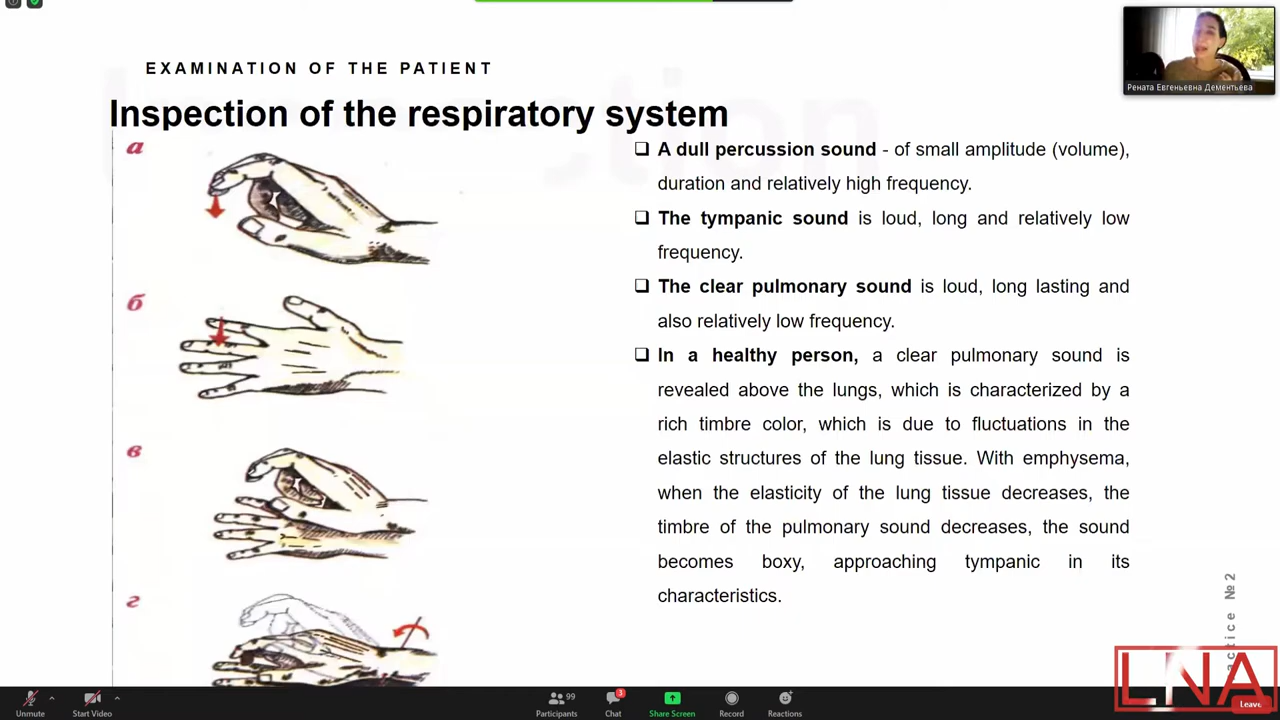 EXAMINATION OF THE PATIENT
Inspection of the respiratory system
Рената Евгеньевна Дементьева
а
б
в
г
❑ A dull percussion sound - of small amplitude (volume),
duration and relatively high frequency.
❑ The tympanic sound is loud, long and relatively low
frequency.
❑ The clear pulmonary sound is loud, long lasting and
also relatively low frequency.
❑ In a healthy person, a clear pulmonary sound is
revealed above the lungs, which is characterized by a
rich timbre color, which is due to fluctuations in the
elastic structures of the lung tissue. With emphysema,
when the elasticity of the lung tissue decreases, the
timbre of the pulmonary sound decreases, the sound
becomes boxy, approaching tympanic in its
characteristics.
actice №2
LNA
Unmute
Start Video
99
Participants
3
Chat
Share Screen
Record
Reactions
Leave